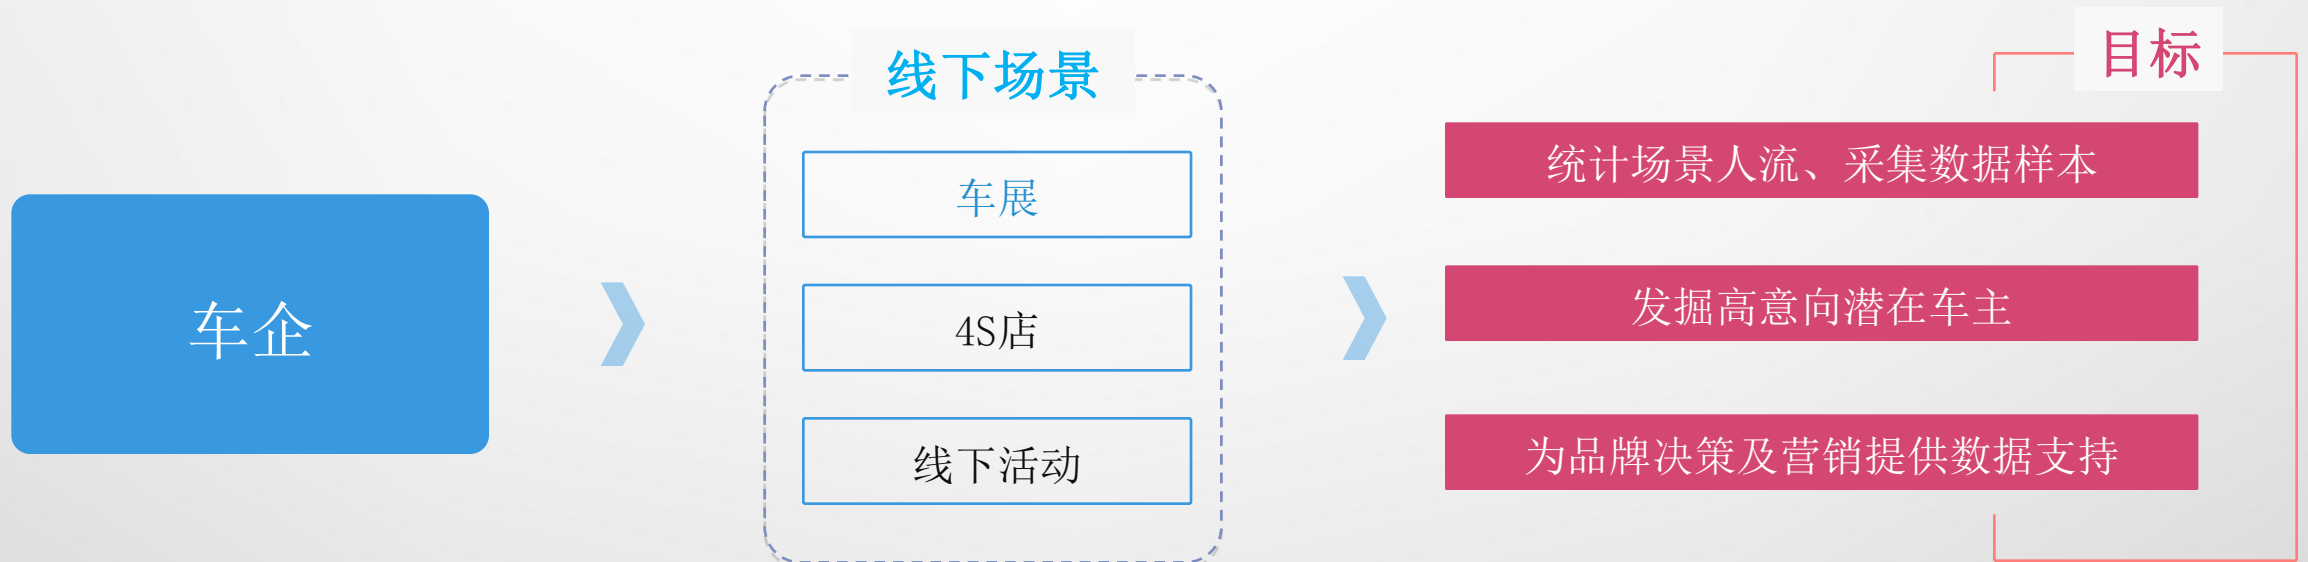 车企
线下场景
车展
4S店
线下活动
目标
统计场景人流、采集数据样本
发掘高意向潜在车主
为品牌决策及营销提供数据支持